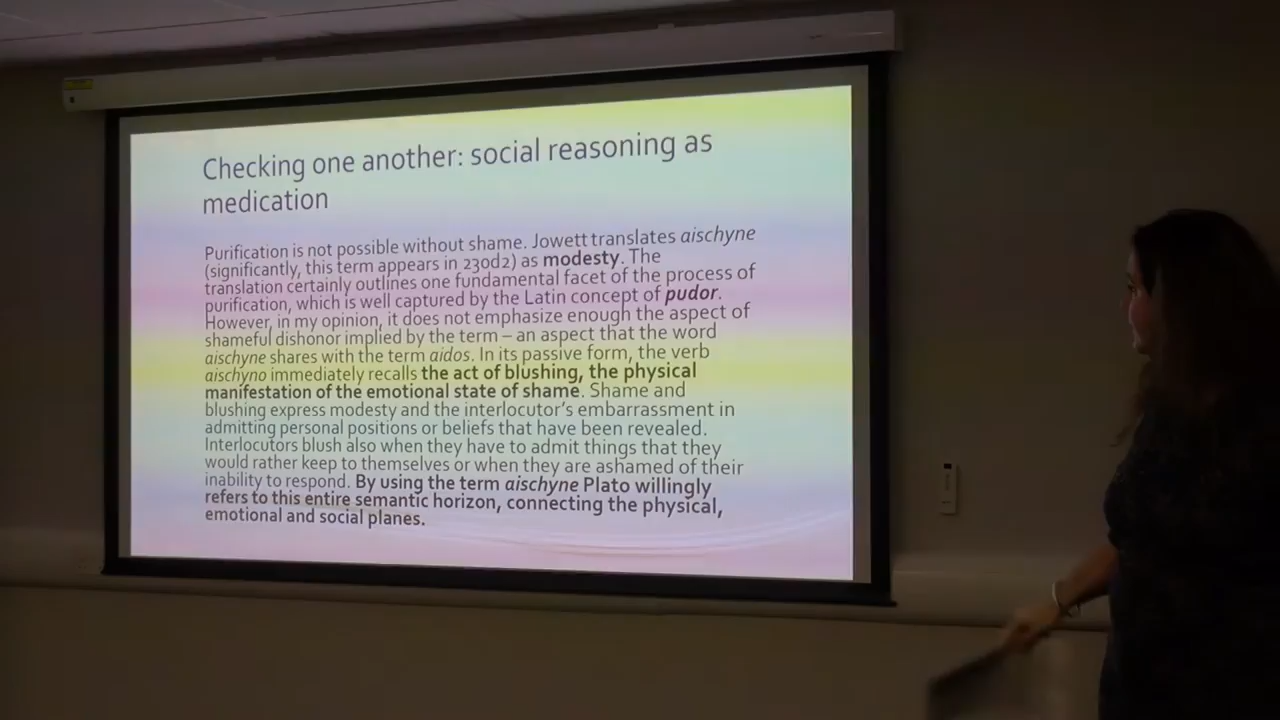 Checking one another: social reasoning as
medication
Purification is not possible without shame. Jowett translates aischyne
(significantly, this term appears in 230d2) as modesty. The
translation certainly outlines one fundamental facet of the process of
purification, which is well captured by the Latin concept of pudor.
However, in my opinion, it does not emphasize enough the aspect of
shameful dishonor implied by the term – an aspect that the word
aischyne shares with the term aidos. In its passive form, the verb
aischyno immediately recalls the act of blushing, the physical
manifestation of the emotional state of shame. Shame and
blushing express modesty and the interlocutor's embarrassment in
admitting personal positions or beliefs that have been revealed.
Interlocutors blush also when they have to admit things that they
would rather keep to themselves or when they are ashamed of their
inability to respond. By using the term aischyne Plato willingly
refers to this entire semantic horizon, connecting the physical,
emotional and social planes.